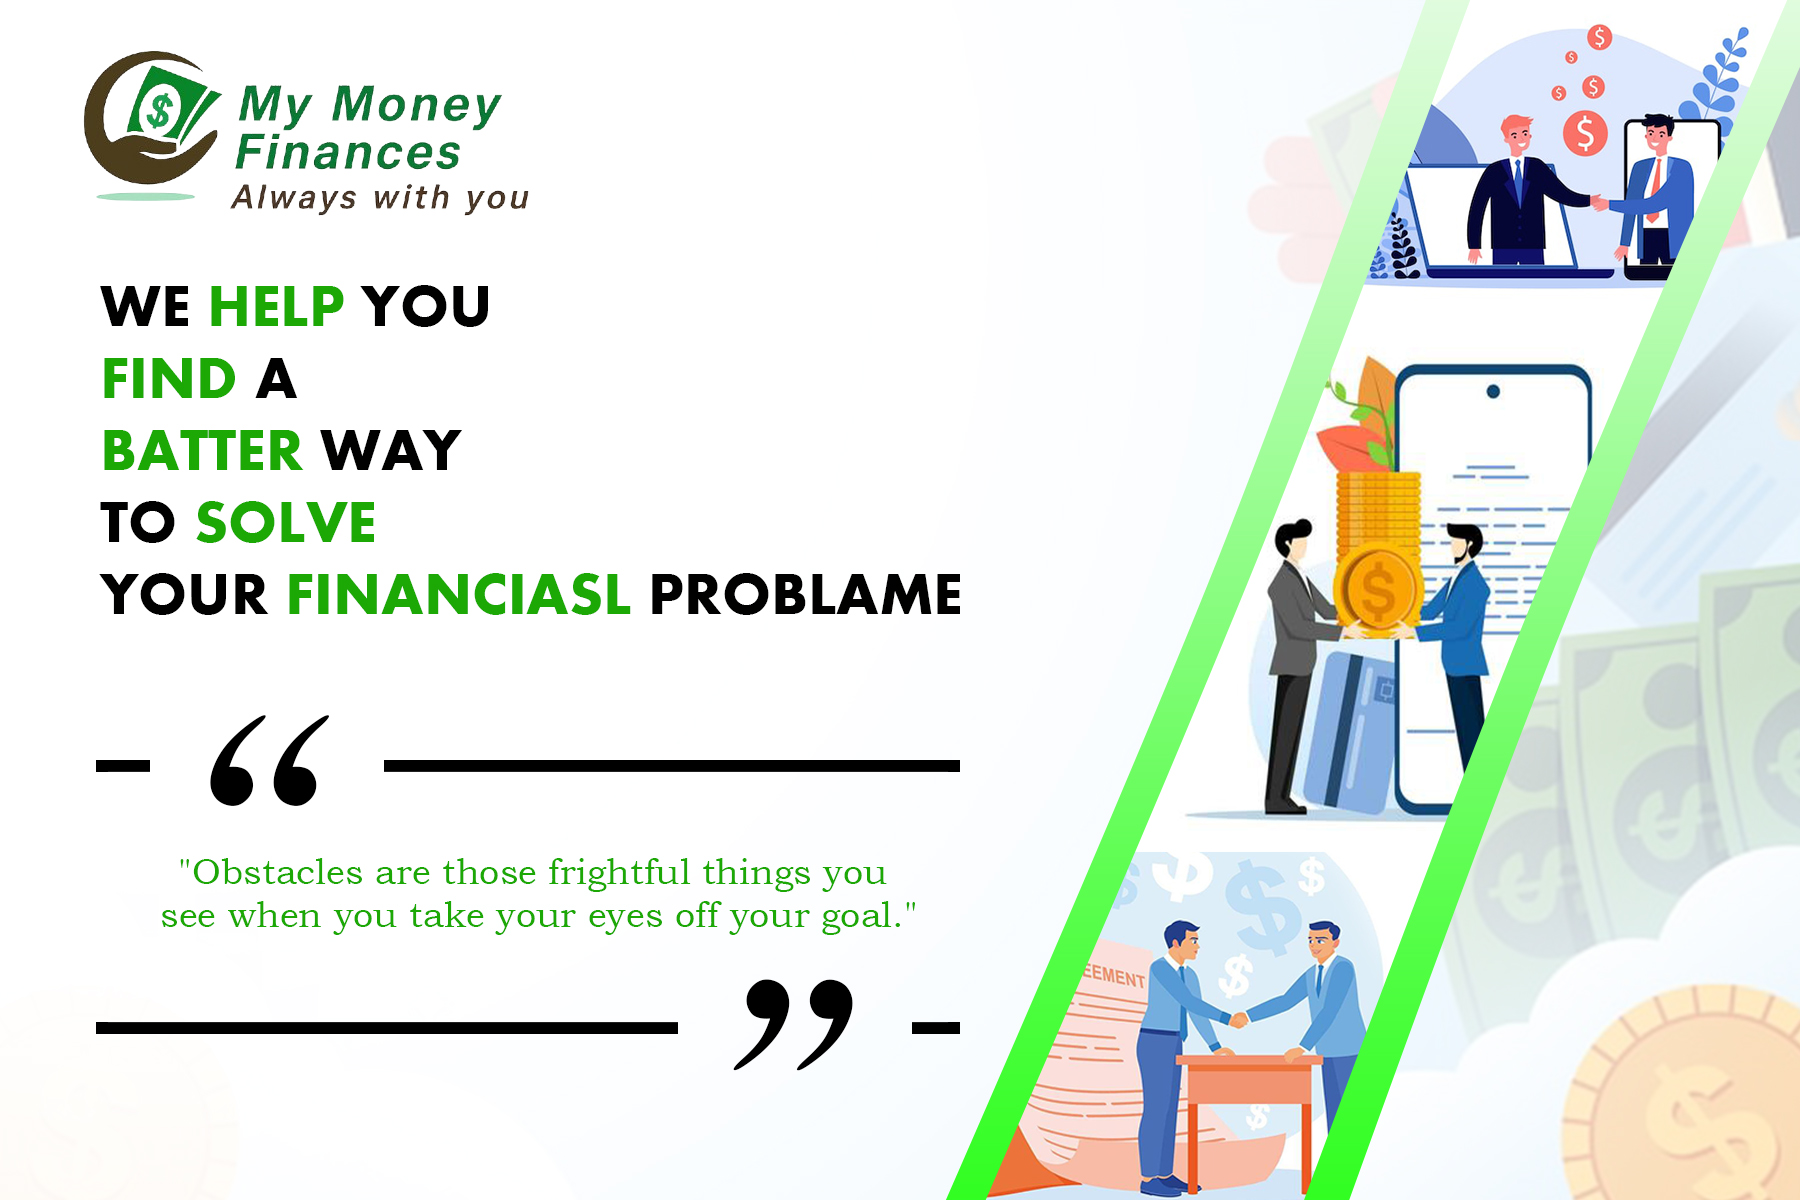 My Money
Finances
Always with you
WE HELP YOU
FIND A
BATTER WAY
TO SOLVE
YOUR FINANCIASL PROBLAME
"Obstacles are those frightful things you
see when you take your eyes off your goal."
EEMENT